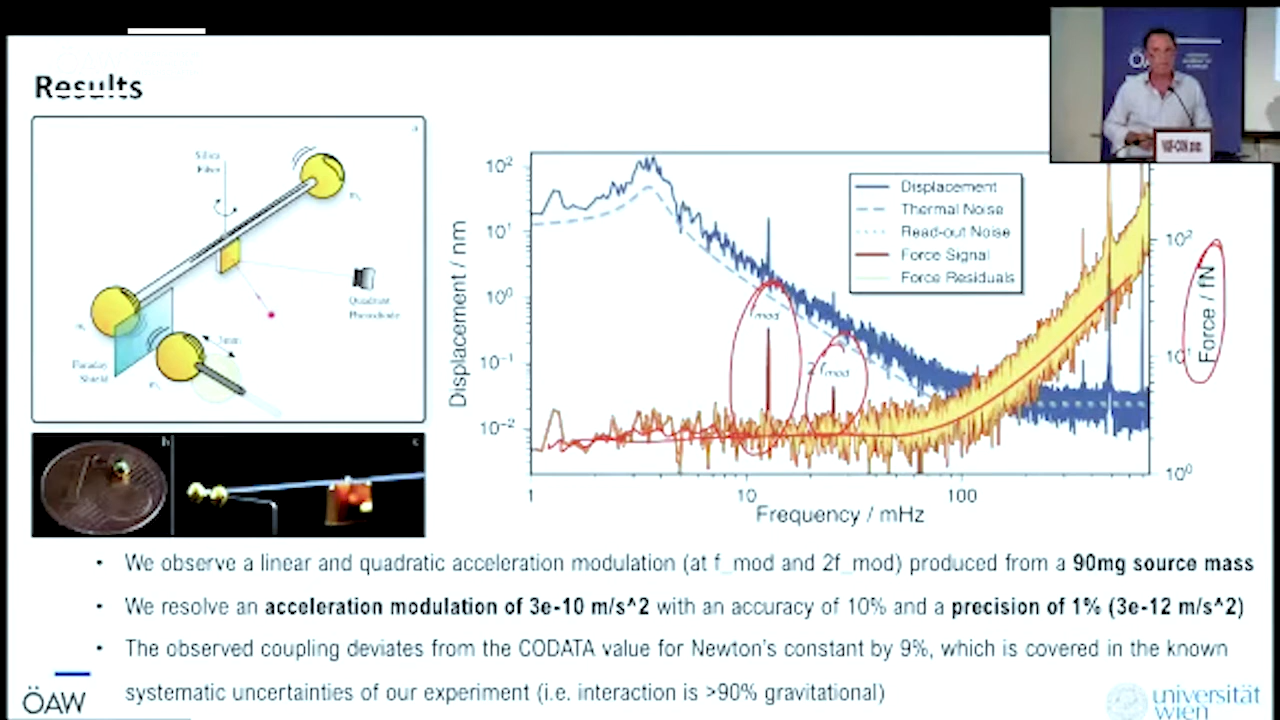 Results
a
Silica
Fiber
Quadrant
Photodiode
Faraday
Shield
3mm
b
c
ÖAW
10²
10¹
10⁰
10⁻¹
10⁻²
Displacement / nm
Displacement
Thermal Noise
Read-out Noise
Force Signal
Force Residuals
f mod
2 f mod
10²
10¹
10⁰
Force / fN
1
10
100
Frequency / mHz
• We observe a linear and quadratic acceleration modulation (at f_mod and 2f_mod) produced from a 90mg source mass
• We resolve an acceleration modulation of 3e-10 m/s^2 with an accuracy of 10% and a precision of 1% (3e-12 m/s^2)
• The observed coupling deviates from the CODATA value for Newton's constant by 9%, which is covered in the known
systematic uncertainties of our experiment (i.e. interaction is >90% gravitational)
ÖAW
universität
wien